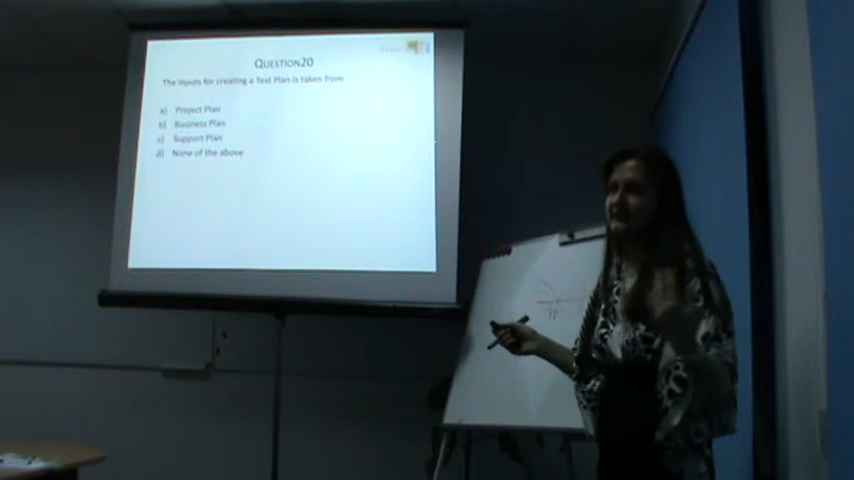 QUESTION20
The inputs for creating a Test Plan is taken from
a) Project Plan
b) Business Plan
c) Support Plan
d) None of the above